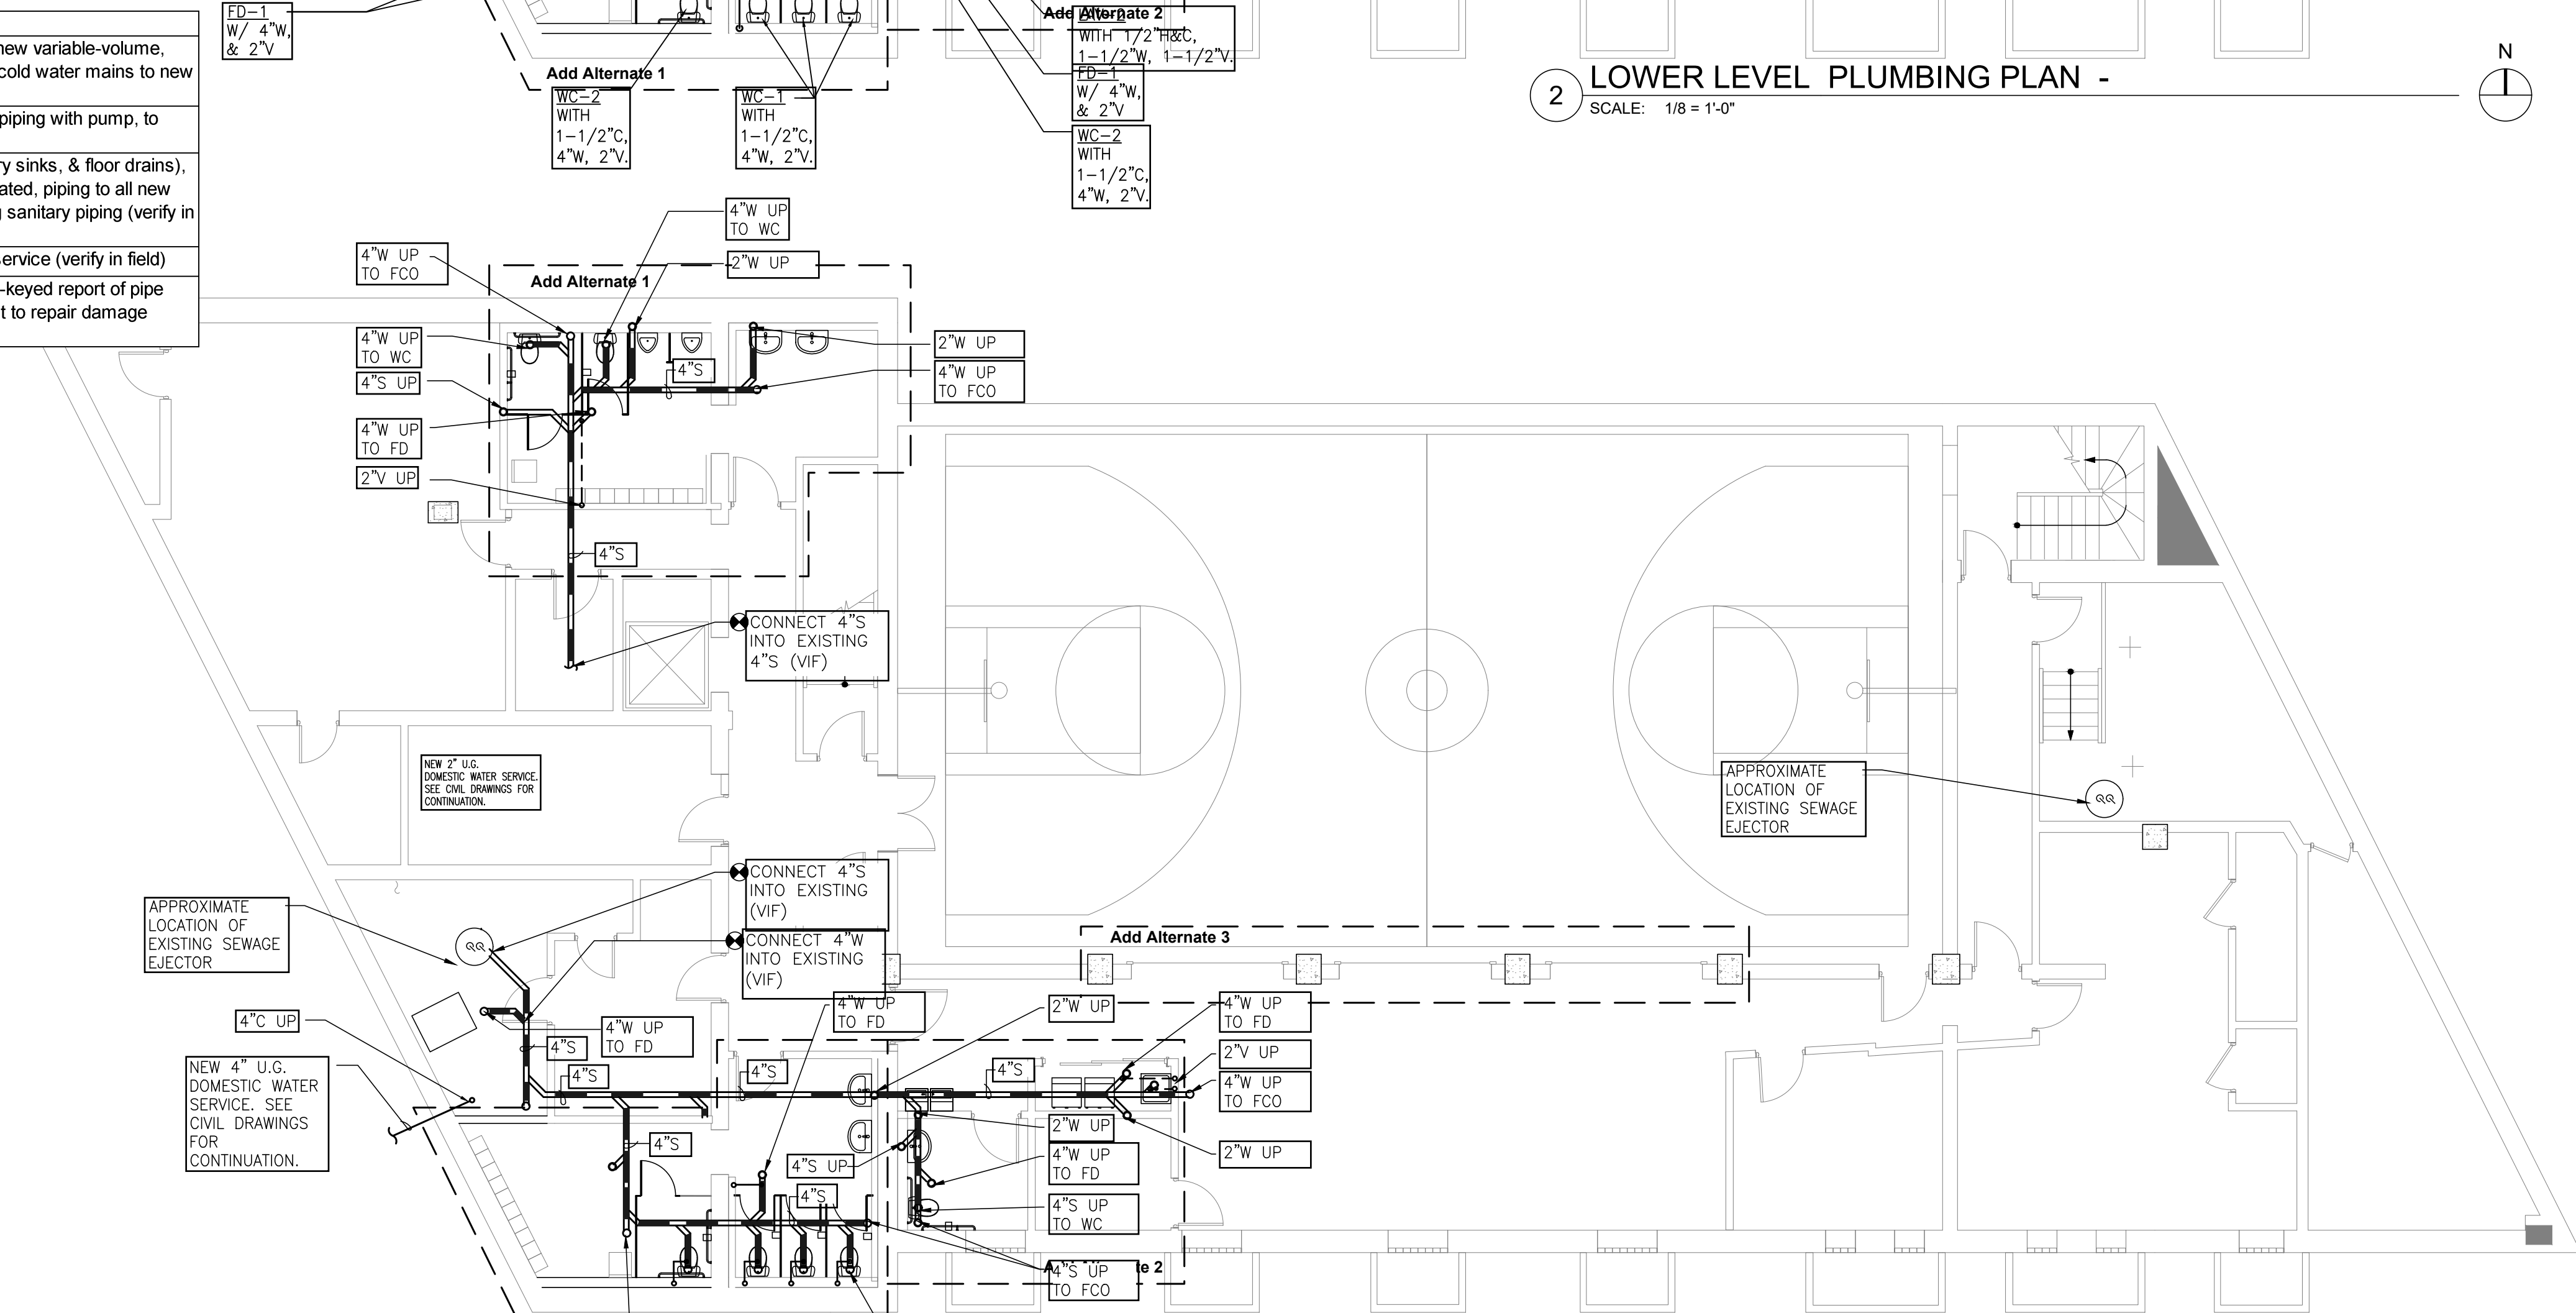 new variable-volume,
cold water mains to new
piping with pump, to
ry sinks, & floor drains),
ated, piping to all new
g sanitary piping (verify in
service (verify in field)
-keyed report of pipe
t to repair damage
FD-1
W/ 4"W,
& 2"V
Add Alternate 1
WC-2
WITH
1-1/2"C,
4"W, 2"V.
WC-1
WITH
1-1/2"C,
4"W, 2"V.
Add Alternate 2
WITH 1/2"H&C,
1-1/2"W, 1-1/2"V.
FD-1
W/ 4"W,
& 2"V
WC-2
WITH
1-1/2"C,
4"W, 2"V.
2
LOWER LEVEL PLUMBING PLAN -
SCALE: 1/8 = 1'-0"
N
4"W UP
TO WC
2"W UP
4"W UP
TO FCO
Add Alternate 1
4"W UP
TO WC
4"S UP
4"W UP
TO FD
2"V UP
4"S
2"W UP
4"W UP
TO FCO
4"S
CONNECT 4"S
INTO EXISTING
4"S (VIF)
NEW 2" U.G.
DOMESTIC WATER SERVICE.
SEE CIVIL DRAWINGS FOR
CONTINUATION.
APPROXIMATE
LOCATION OF
EXISTING SEWAGE
EJECTOR
CONNECT 4"S
INTO EXISTING
(VIF)
CONNECT 4"W
INTO EXISTING
(VIF)
APPROXIMATE
LOCATION OF
EXISTING SEWAGE
EJECTOR
Add Alternate 3
4"C UP
NEW 4" U.G.
DOMESTIC WATER
SERVICE. SEE
CIVIL DRAWINGS
FOR
CONTINUATION.
4"W UP
TO FD
4"S
4"S
4"W UP
TO FD
4"S
2"W UP
4"S
4"W UP
TO FD
2"V UP
4"W UP
TO FCO
2"W UP
4"S
4"S UP
4"S
2"W UP
4"W UP
TO FD
4"S UP
TO WC
4"S UP
TO FCO
te 2